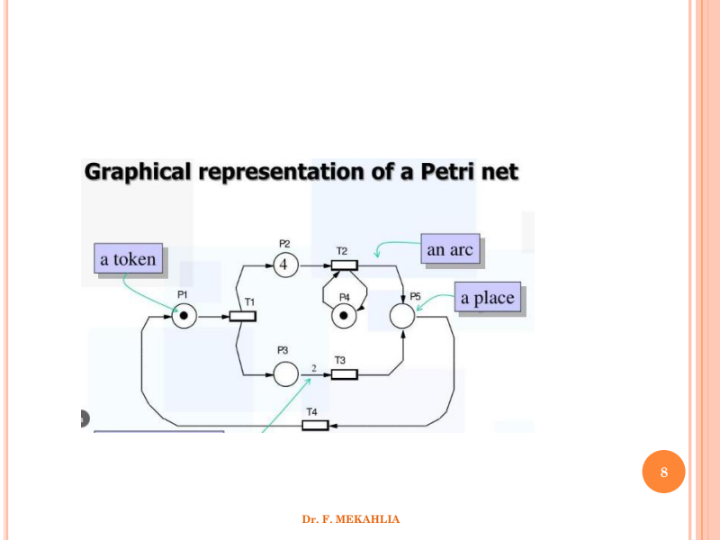 Graphical representation of a Petri net
a token
P2
4
T2
an arc
P1
T1
P4
P5
a place
P3
2
T3
T4
8
Dr. F. MEKAHLIA